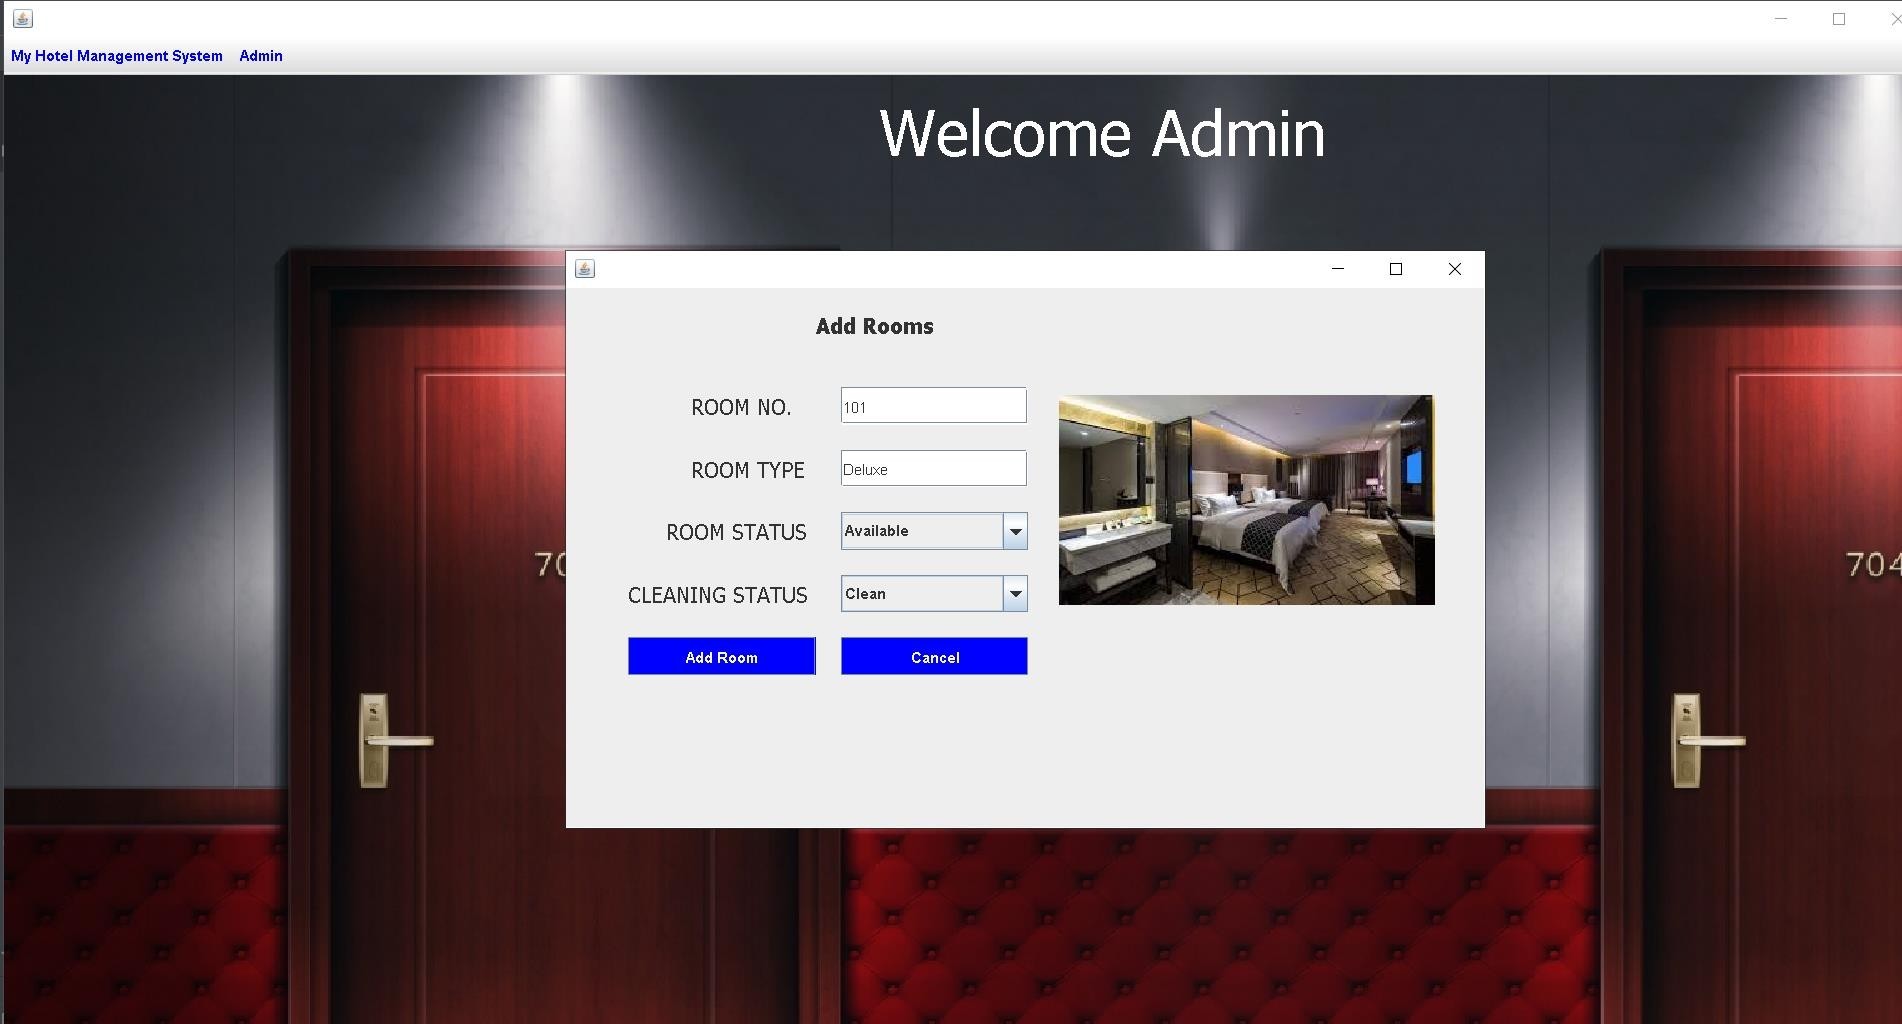 My Hotel Management System Admin
Welcome Admin
Add Rooms
ROOM NO. 101
ROOM TYPE Deluxe
ROOM STATUS Available
CLEANING STATUS Clean
Add Room Cancel
70
704